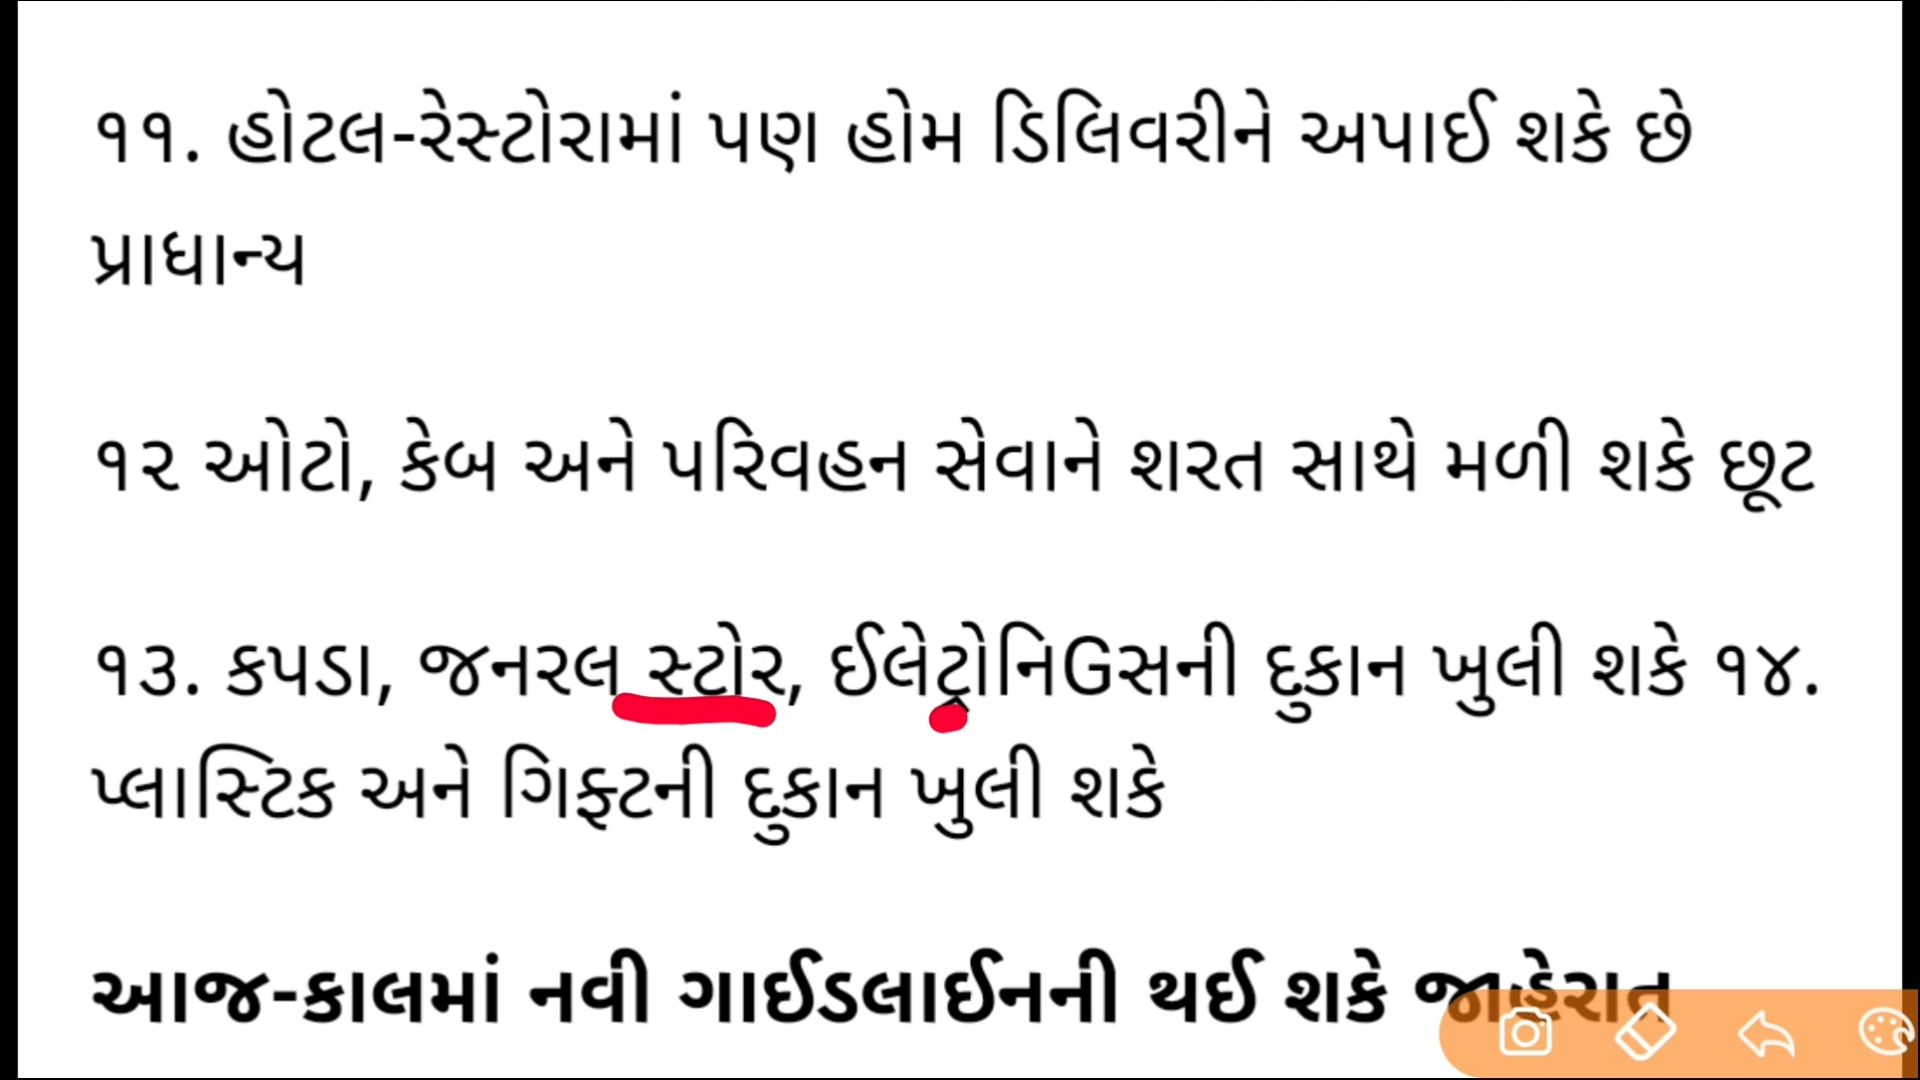 ૧૧. હોટલ-રેસ્ટોરામાં પણ હોમ ડિલિવરીને અપાઈ શકે છે
પ્રાધાન્ય
૧૨ ઓટો, કેબ અને પરિવહન સેવાને શરત સાથે મળી શકે છૂટ
૧૩. કપડા, જનરલ સ્ટોર, ઈલેટ્રોનિGસની દુકાન ખુલી શકે ૧૪.
પ્લાસ્ટિક અને ગિફ્ટની દુકાન ખુલી શકે
આજ-કાલમાં નવી ગાઈડલાઈનની થઈ શકે જાહેરાત